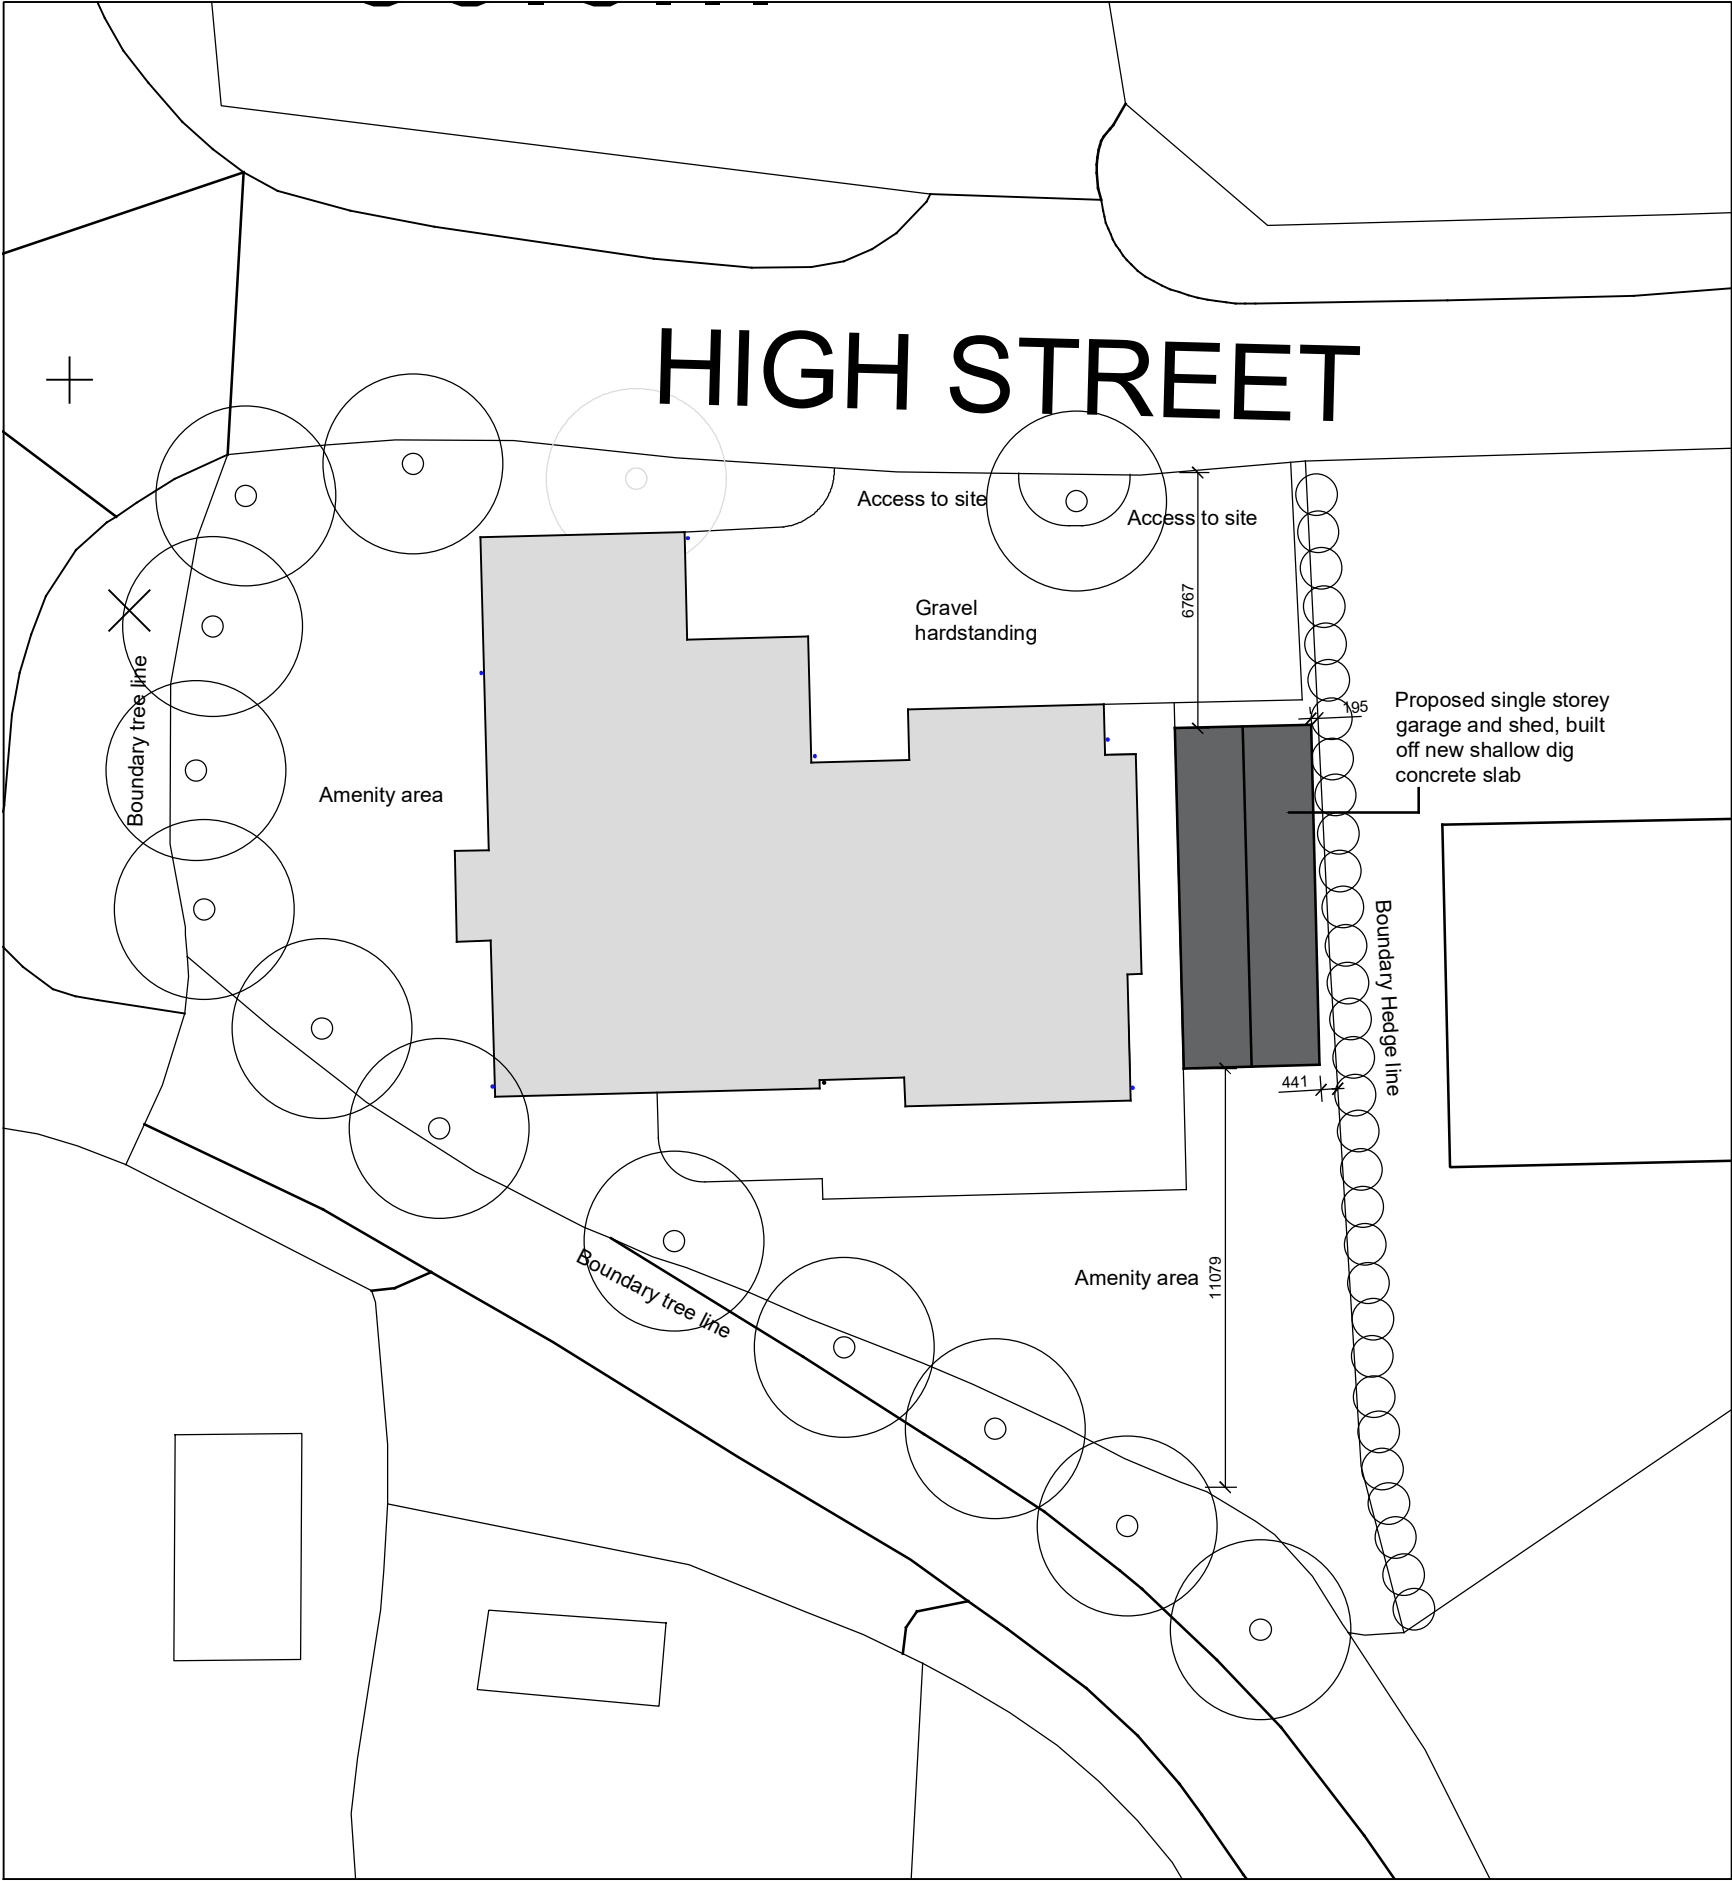 HIGH STREET
Access to site
Access to site
Gravel
hardstanding
6767
Boundary tree line
Amenity area
195
Proposed single storey
garage and shed, built
off new shallow dig
concrete slab
Boundary Hedge line
441
Boundary tree line
Amenity area
11079